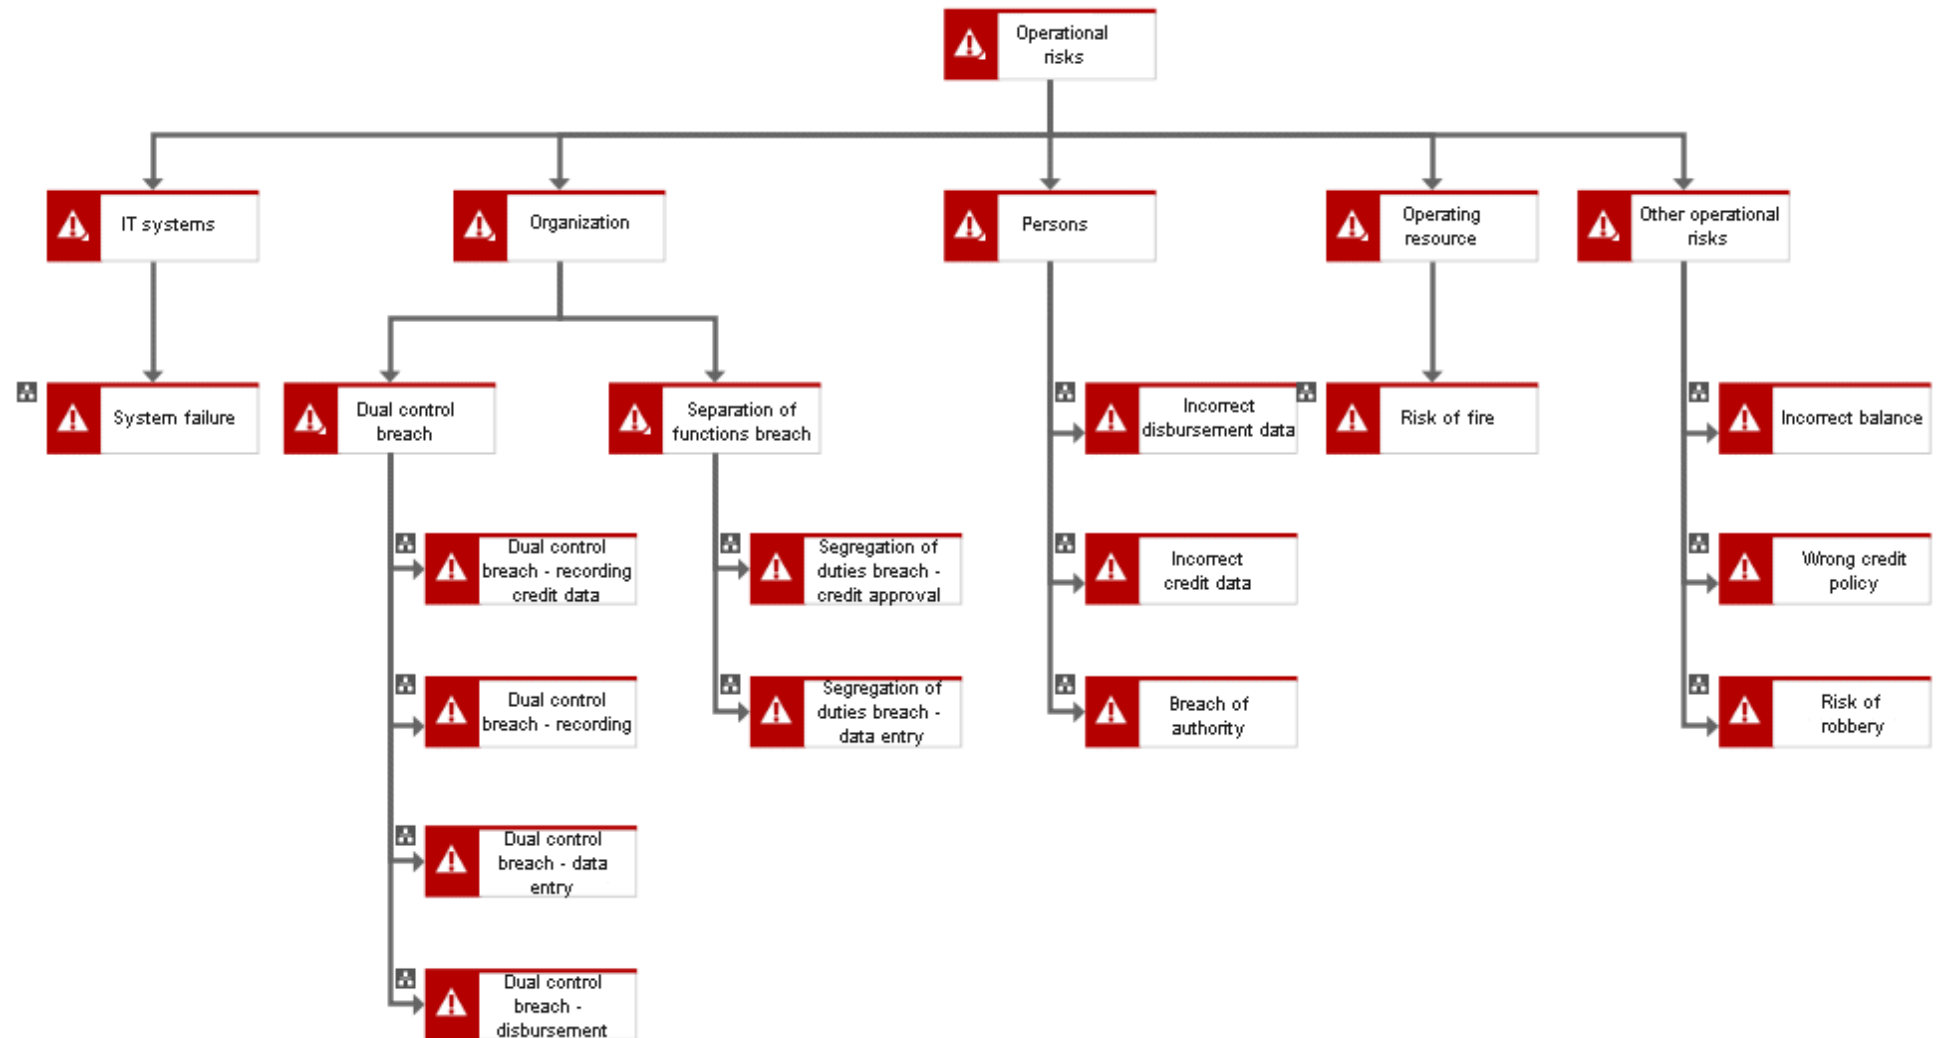 Operational
risks
IT systems
Organization
Persons
Operating
resource
Other operational
risks
System failure
Dual control
breach
Separation of
functions breach
Incorrect
disbursement data
Risk of fire
Incorrect balance
Dual control
breach - recording
credit data
Segregation of
duties breach -
credit approval
Incorrect
credit data
Wrong credit
policy
Dual control
breach - recording
Segregation of
duties breach -
data entry
Breach of
authority
Risk of
robbery
Dual control
breach - data
entry
Dual control
breach -
disbursement